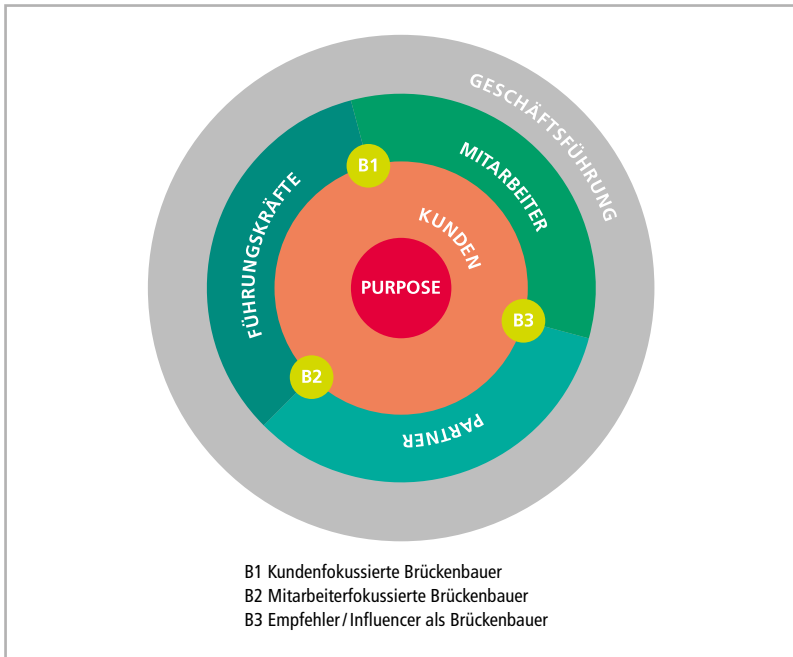 GESCHÄFTSFÜHRUNG
MITARBEITER
FÜHRUNGSKRÄFTE
B1
KUNDEN
PURPOSE
B3
B2
PARTNER
B1 Kundenfokussierte Brückenbauer
B2 Mitarbeiterfokussierte Brückenbauer
B3 Empfehler/Influencer als Brückenbauer